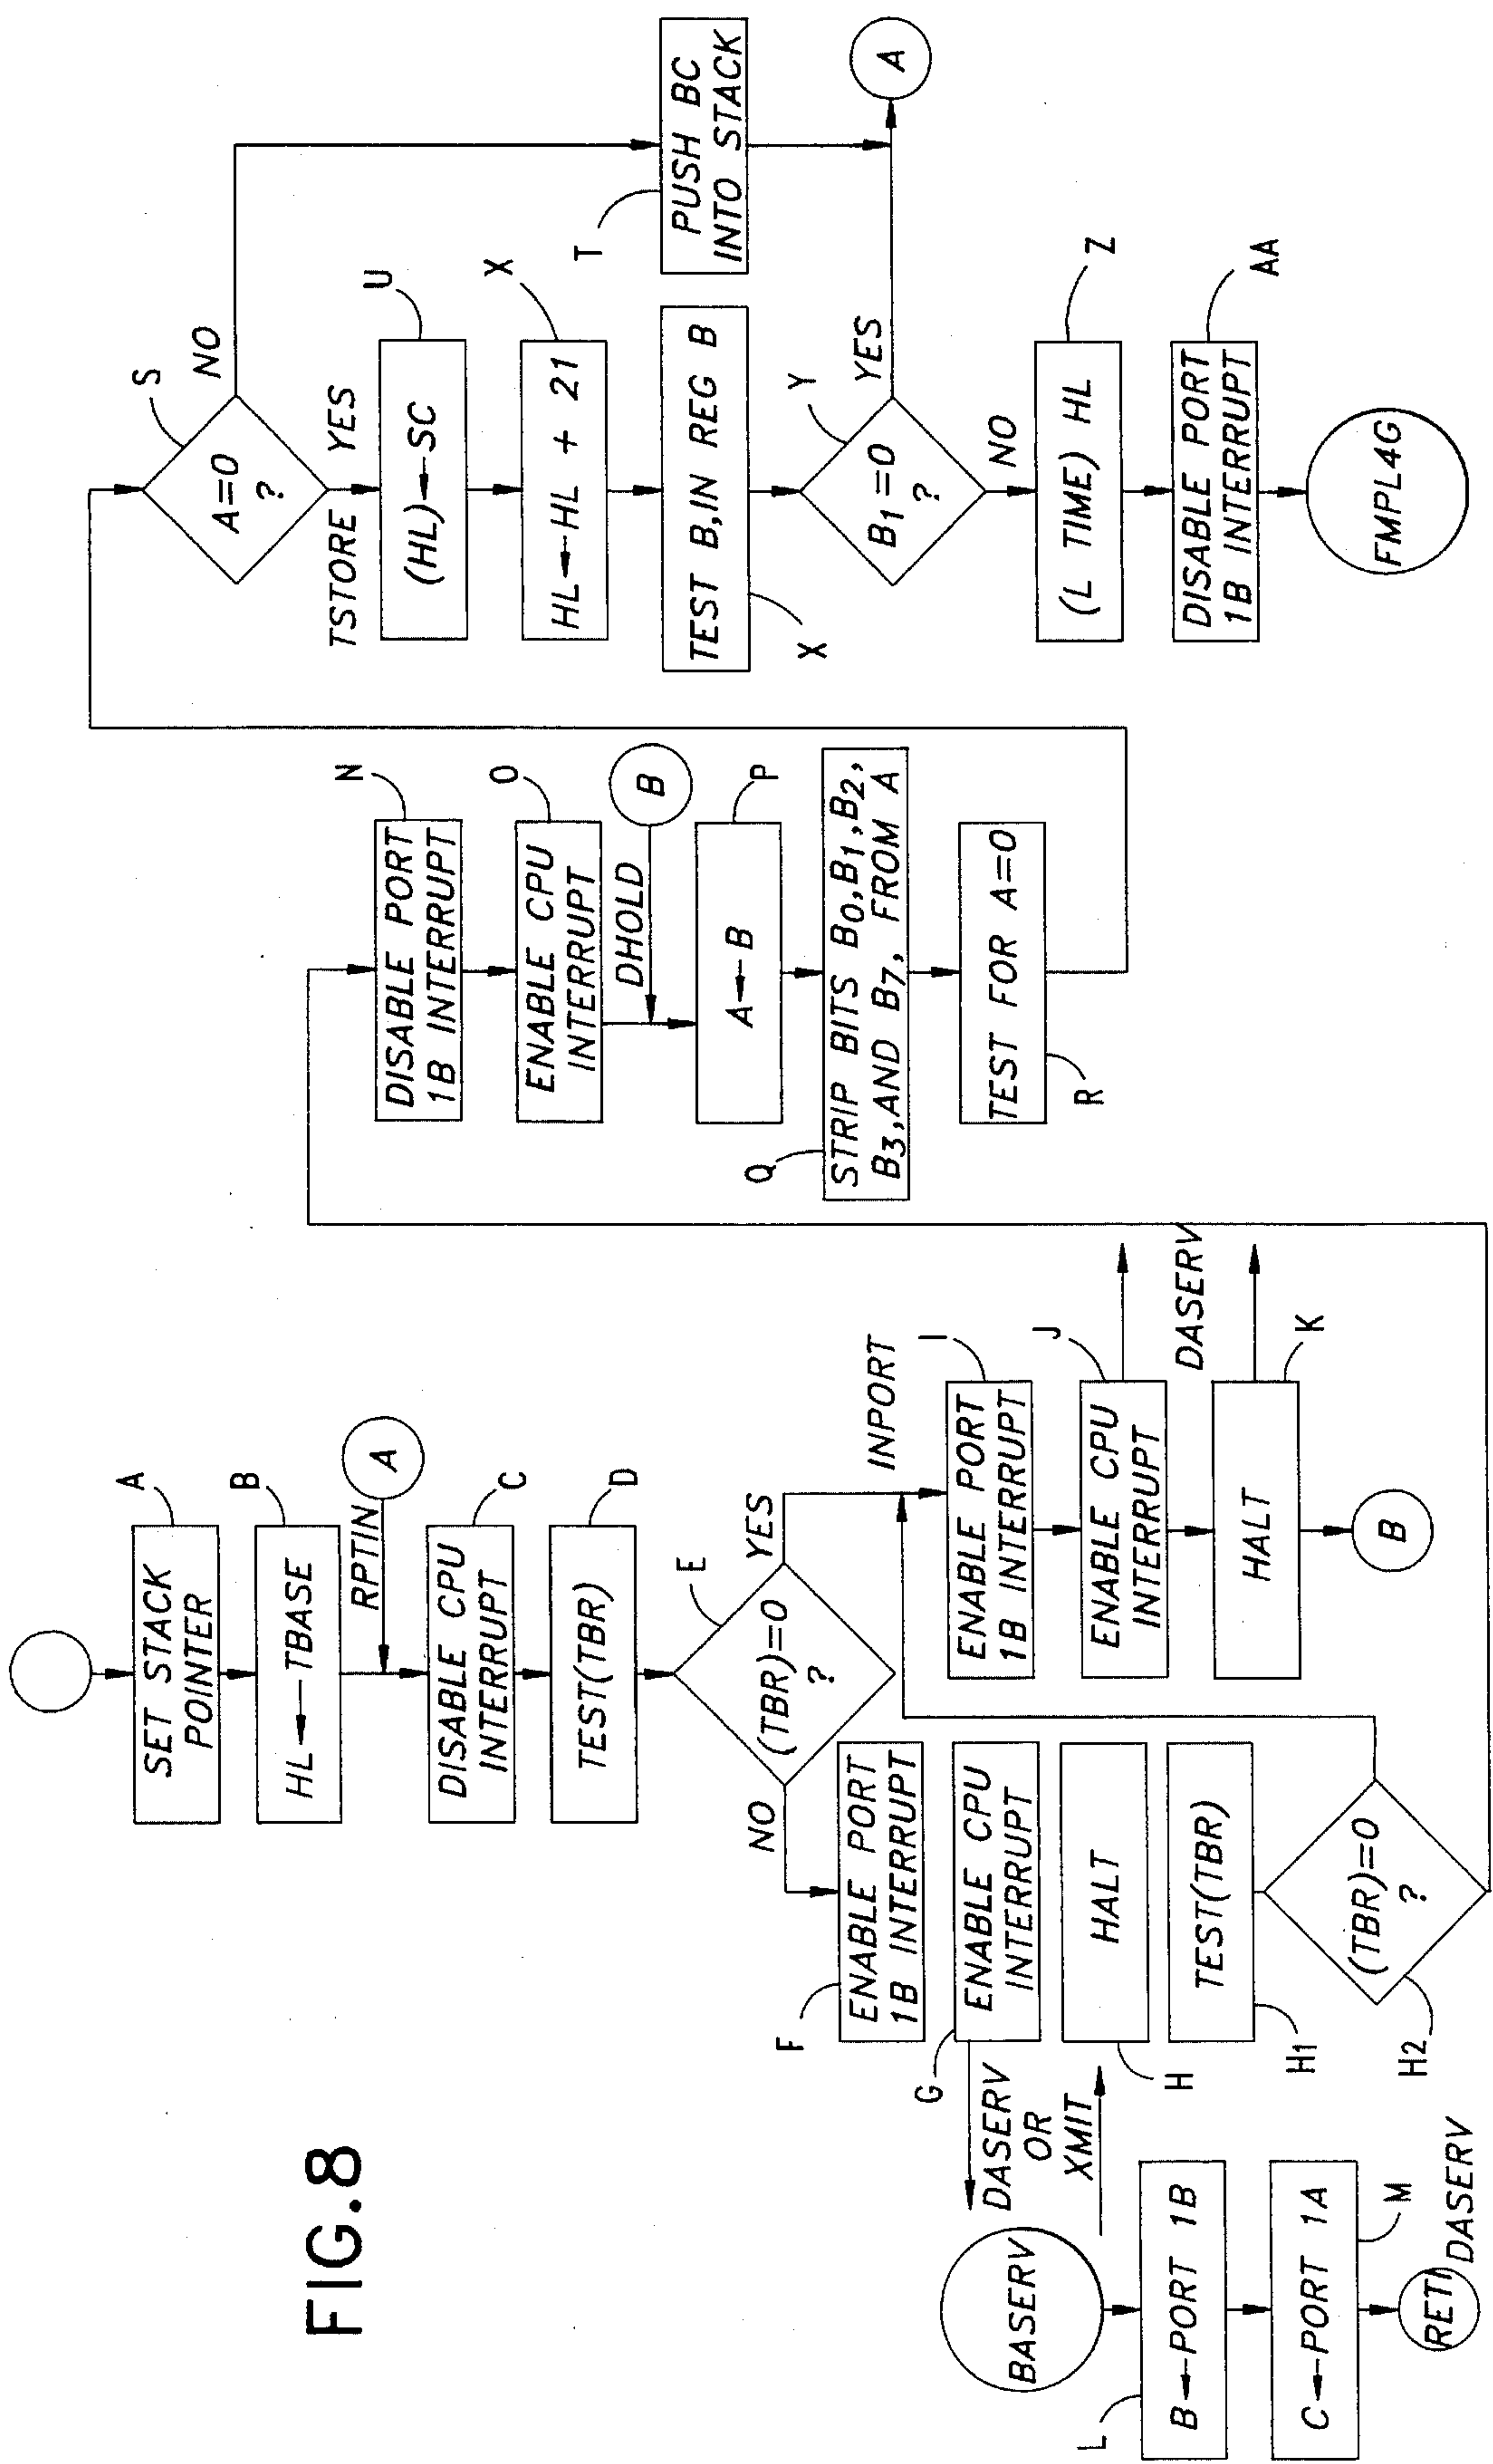 FIG.8
SET STACK
POINTER
A
HL←TBASE
B
RPTIN
A
DISABLE CPU
INTERRUPT
C
TEST(TBR)
D
(TBR)=0
?
E
NO
YES
ENABLE PORT
1B INTERRUPT
F
ENABLE CPU
INTERRUPT
G
DASERV
OR
XMIT
HALT
H
TEST(TBR)
H1
(TBR)=0
?
H2
INPORT
ENABLE PORT
1B INTERRUPT
I
ENABLE CPU
INTERRUPT
J
DASERV
HALT
K
B
BASERV
B←PORT 1B
L
C←PORT 1A
M
RETI
DASERV
DISABLE PORT
1B INTERRUPT
N
ENABLE CPU
INTERRUPT
O
DHOLD
B
A←B
P
STRIP BITS B0,B1,B2,
B3,AND B7, FROM A
Q
TEST FOR A=0
R
A=0
?
S
NO
TSTORE YES
(HL)←SC
U
HL←HL + 21
X
TEST B,IN REG B
X
PUSH BC
INTO STACK
T
B1=0
?
Y
YES
A
NO
(L TIME) HL
Z
DISABLE PORT
1B INTERRUPT
AA
FMPL4G